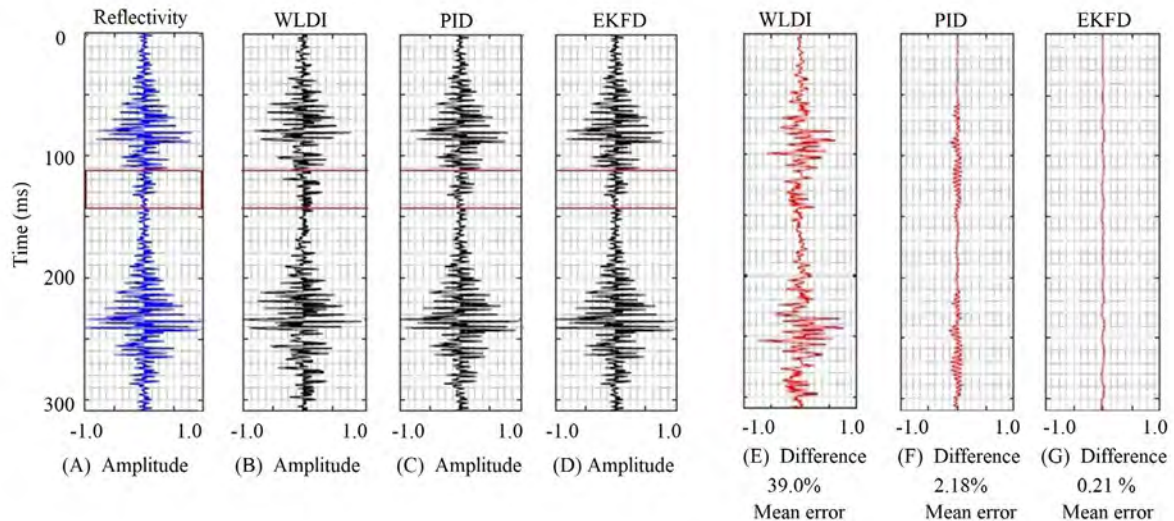 Reflectivity WLDI PID EKFD WLDI PID EKFD
0
100
200
300
Time (ms)
-1.0 1.0 -1.0 1.0 -1.0 1.0 -1.0 1.0 -1.0 1.0 -1.0 1.0 -1.0 1.0
(A) Amplitude (B) Amplitude (C) Amplitude (D) Amplitude (E) Difference (F) Difference (G) Difference
39.0% 2.18% 0.21 %
Mean error Mean error Mean error